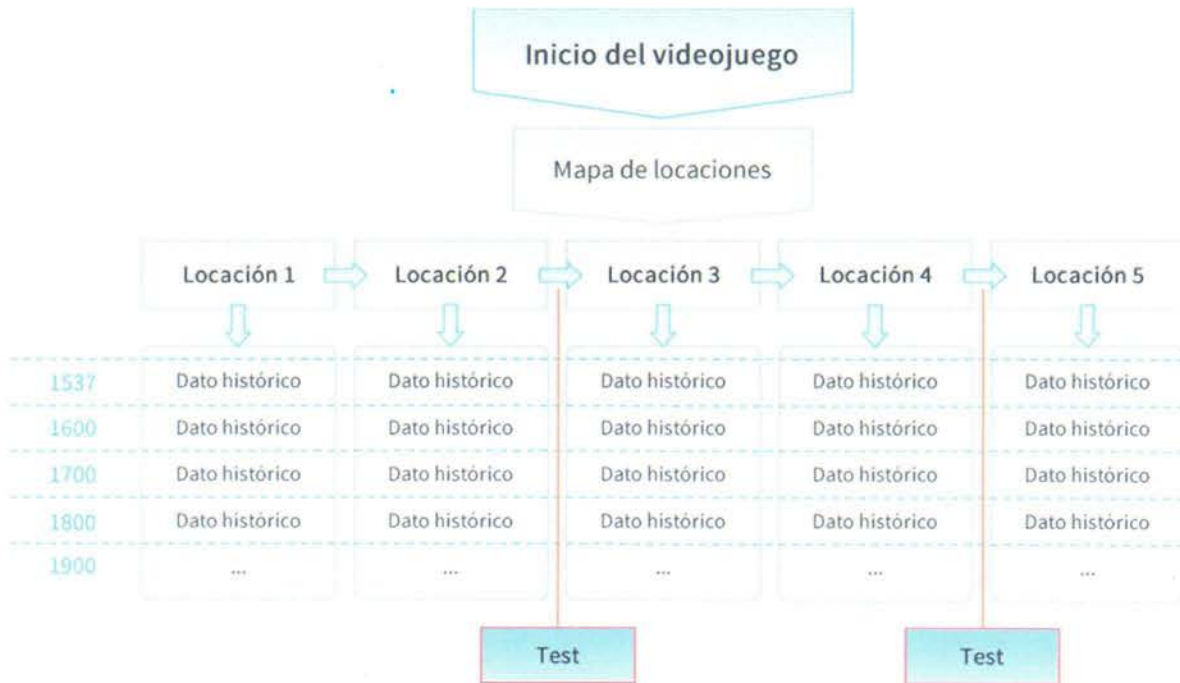 Inicio del videojuego
Mapa de locaciones
Locación 1 Locación 2 Locación 3 Locación 4 Locación 5
1537 Dato histórico Dato histórico Dato histórico Dato histórico Dato histórico
1600 Dato histórico Dato histórico Dato histórico Dato histórico Dato histórico
1700 Dato histórico Dato histórico Dato histórico Dato histórico Dato histórico
1800 Dato histórico Dato histórico Dato histórico Dato histórico Dato histórico
1900 ... ... ... ... ...
Test Test